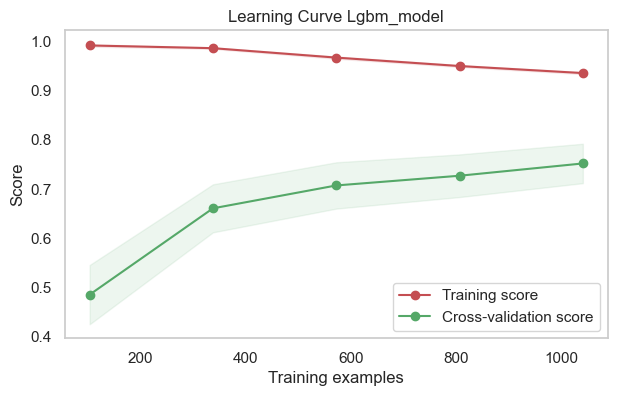 Learning Curve Lgbm_model
1.0
0.9
0.8
0.7
0.6
0.5
0.4
Score
200
400
600
800
1000
Training examples
Training score
Cross-validation score